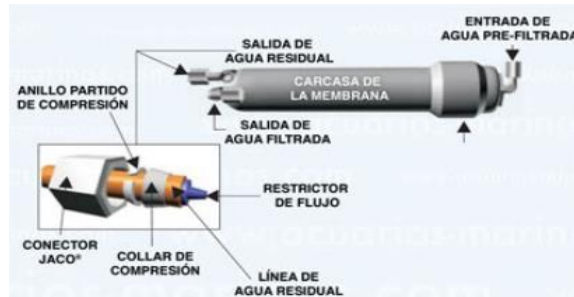 ENTRADA DE
AGUA PRE-FILTRADA
SALIDA DE
AGUA RESIDUAL
CARCASA DE
LA MEMBRANA
ANILLO PARTIDO
DE COMPRESIÓN
SALIDA DE
AGUA FILTRADA
RESTRICTOR
DE FLUJO
CONECTOR
JACO®
COLLAR DE
COMPRESIÓN
LÍNEA DE
AGUA RESIDUAL